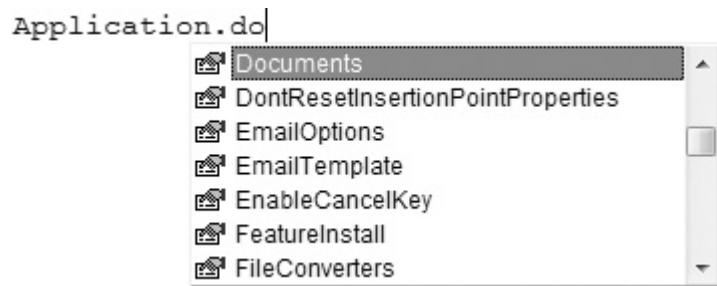 Application.do
Documents
DontResetInsertionPointProperties
EmailOptions
EmailTemplate
EnableCancelKey
FeatureInstall
FileConverters